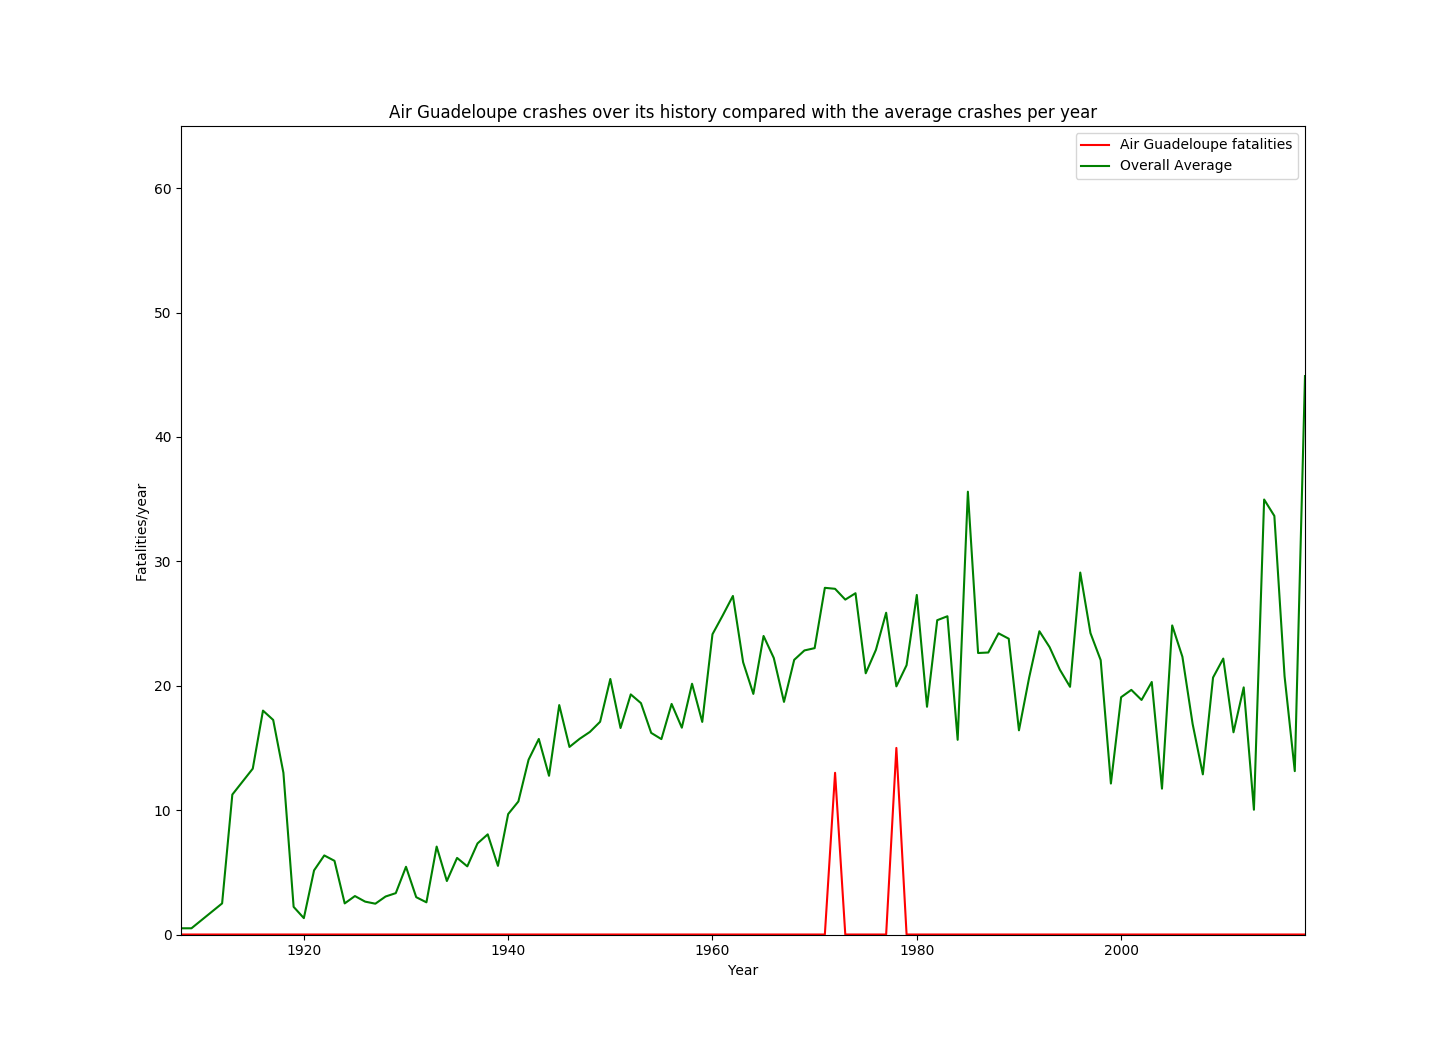 Air Guadeloupe crashes over its history compared with the average crashes per year
Air Guadeloupe fatalities
Overall Average
60
50
40
30
20
10
0
Fatalities/year
1920 1940 1960 1980 2000
Year